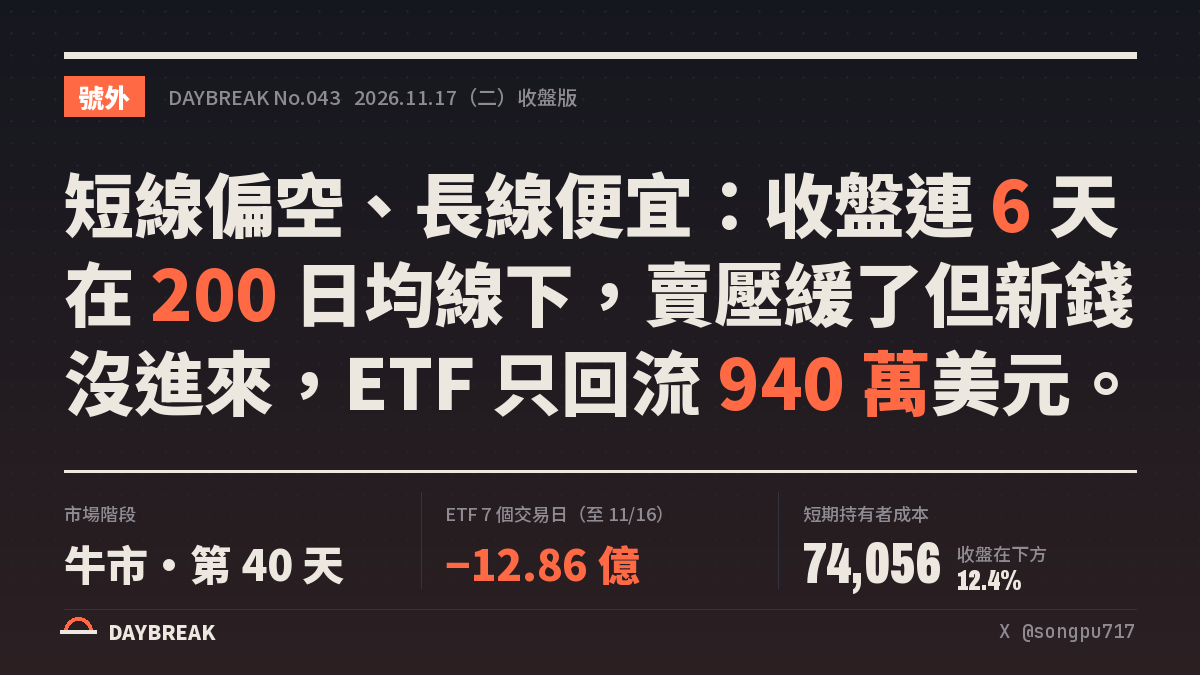 號外 DAYBREAK No.043 2026.11.17（二）收盤版
短線偏空、長線便宜：收盤連 6 天
在 200 日均線下，賣壓緩了但新錢
沒進來，ETF 只回流 940 萬美元。
市場階段
牛市・第 40 天
ETF 7 個交易日（至 11/16）
−12.86 億
短期持有者成本
74,056 收盤在下方 12.4%
DAYBREAK
X @songpu717